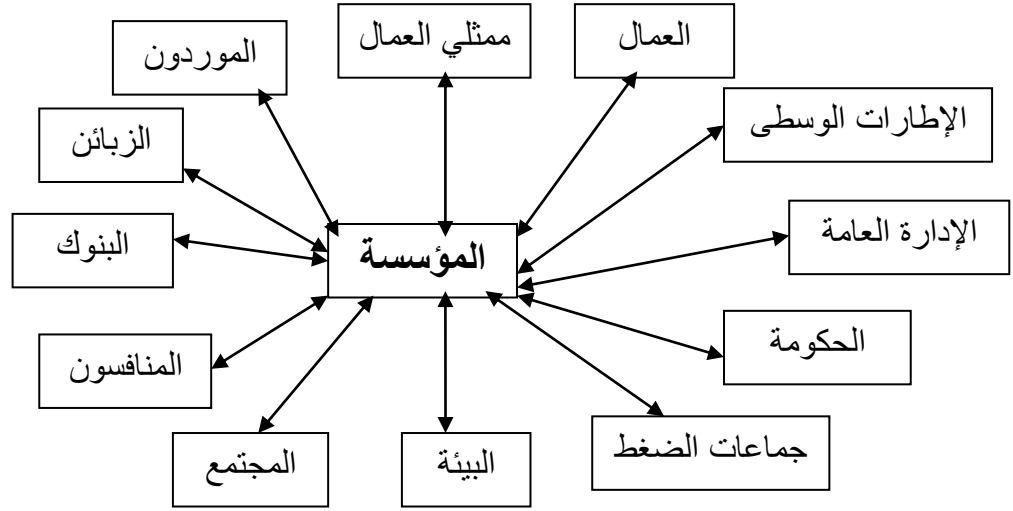 العمال
ممثلي العمال
الموردون
الإطارات الوسطى
الزبائن
الإدارة العامة
المؤسسة
البنوك
الحكومة
المنافسون
جماعات الضغط
البيئة
المجتمع